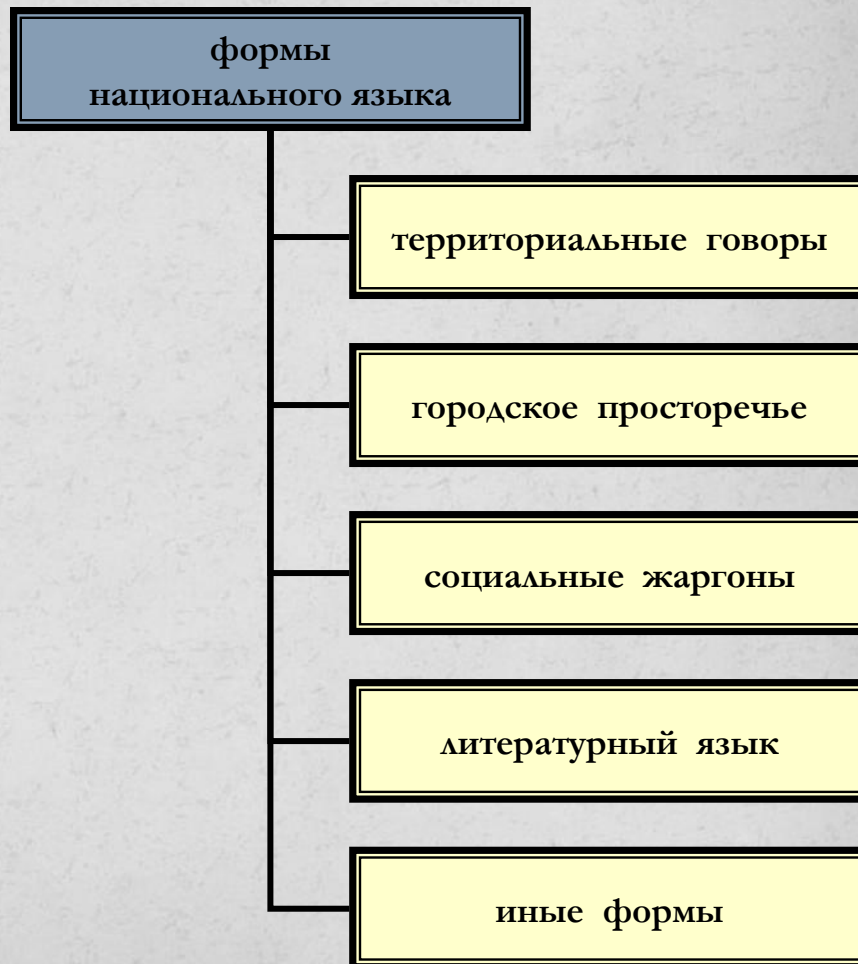 формы
национального языка
территориальные говоры
городское просторечье
социальные жаргоны
литературный язык
иные формы